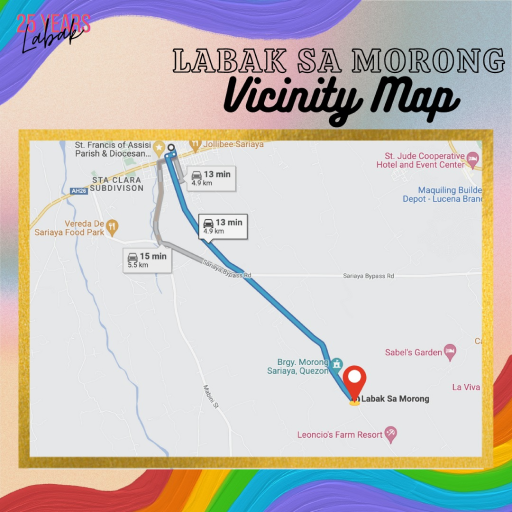 25 YEARS
Labak
LABAK SA MORONG
Vicinity Map
St. Francis of Assisi
Parish & Diocesan...
Jollibee Sariaya
13 min
4.9 km
St. Jude Cooperative
Hotel and Event Center
STA CLARA
SUBDIVISON
AH26
Maquiling Builde
Depot - Lucena Branc
Vereda De
Sariaya Food Park
13 min
4.9 km
15 min
5.5 km
Sariaya Bypass Rd
Sariaya Bypass Rd
Ca
Sabel's Garden
Brgy. Morong
Sariaya, Quezon
La Viva
Mabini St
Labak Sa Morong
Leoncio's Farm Resort